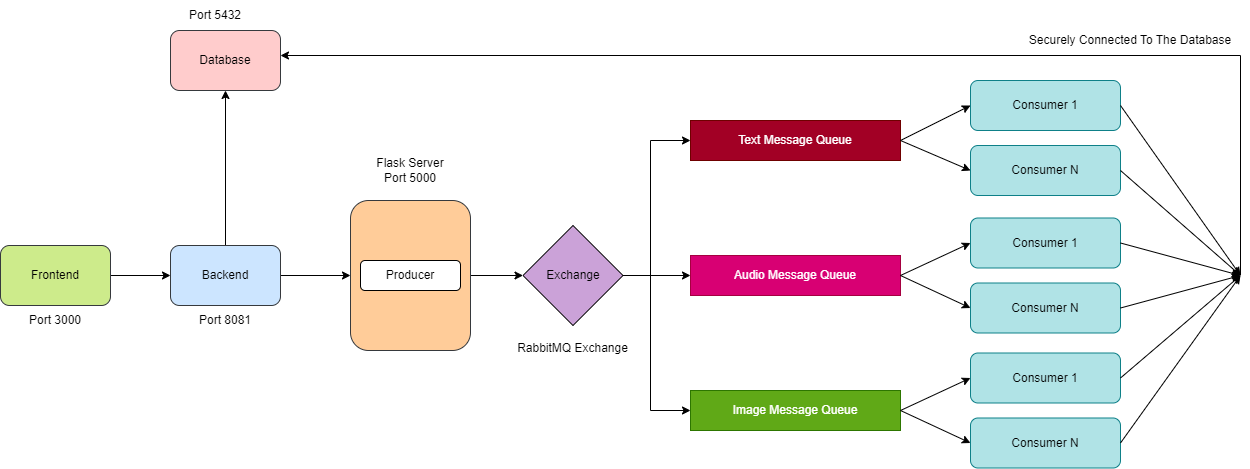 Port 5432
Database
Securely Connected To The Database
Frontend
Port 3000
Backend
Port 8081
Flask Server
Port 5000
Producer
Exchange
RabbitMQ Exchange
Text Message Queue
Consumer 1
Consumer N
Audio Message Queue
Consumer 1
Consumer N
Image Message Queue
Consumer 1
Consumer N